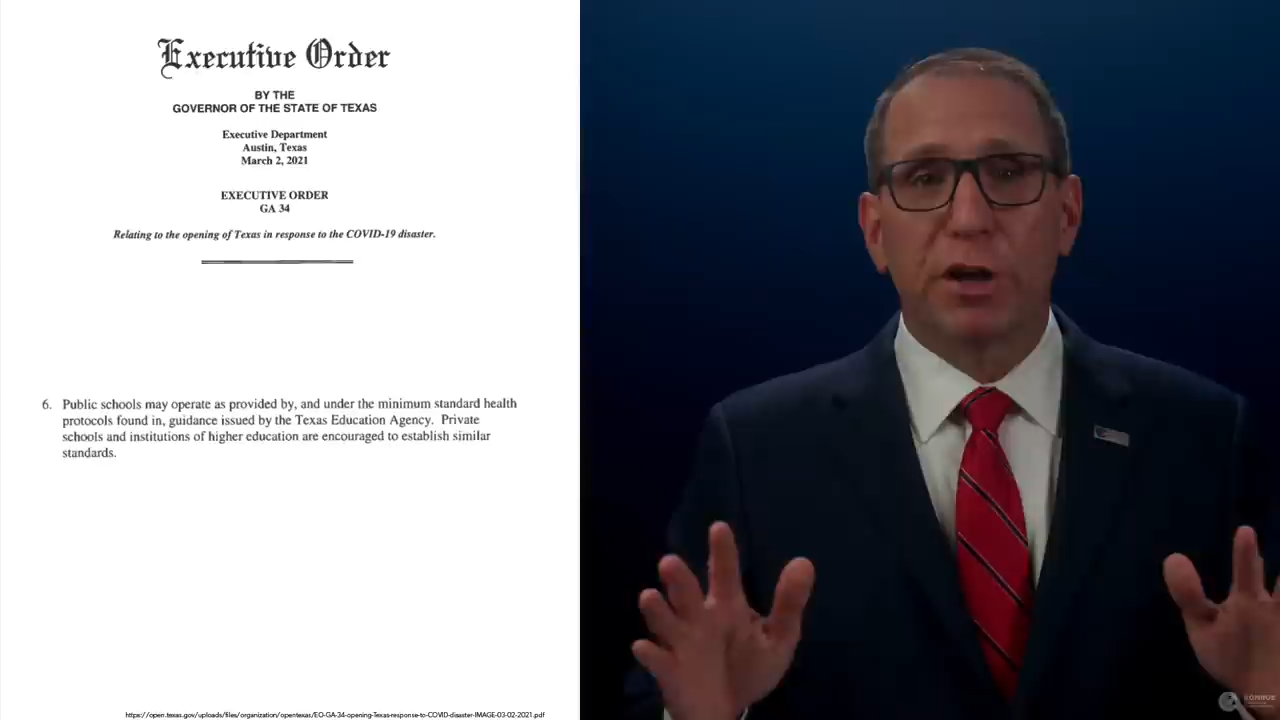 Executive Order
BY THE
GOVERNOR OF THE STATE OF TEXAS
Executive Department
Austin, Texas
March 2, 2021
EXECUTIVE ORDER
GA 34
Relating to the opening of Texas in response to the COVID-19 disaster.
6. Public schools may operate as provided by, and under the minimum standard health
protocols found in, guidance issued by the Texas Education Agency. Private
schools and institutions of higher education are encouraged to establish similar
standards.
https://open.texas.gov/uploads/files/organization/opentexas/EO-GA-34-opening-Texas-response-to-COVID-disaster-IMAGE-03-02-2021.pdf